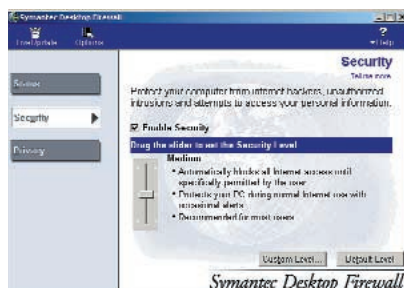 Symantec Desktop Firewall
LiveUpdate Options
Help
Security
Tell me more
Status
Security
Privacy
Protect your computer from internet hackers, unauthorized
intrusions and attempts to access your personal information.
Enable Security
Drag the slider to set the Security Level
Medium
• Automatically blocks all Internet access until
specifically permitted by the user
• Protects your PC during normal Internet use with
occasional alerts
• Recommended for most users
Custom Level... Default Level
Symantec Desktop Firewall